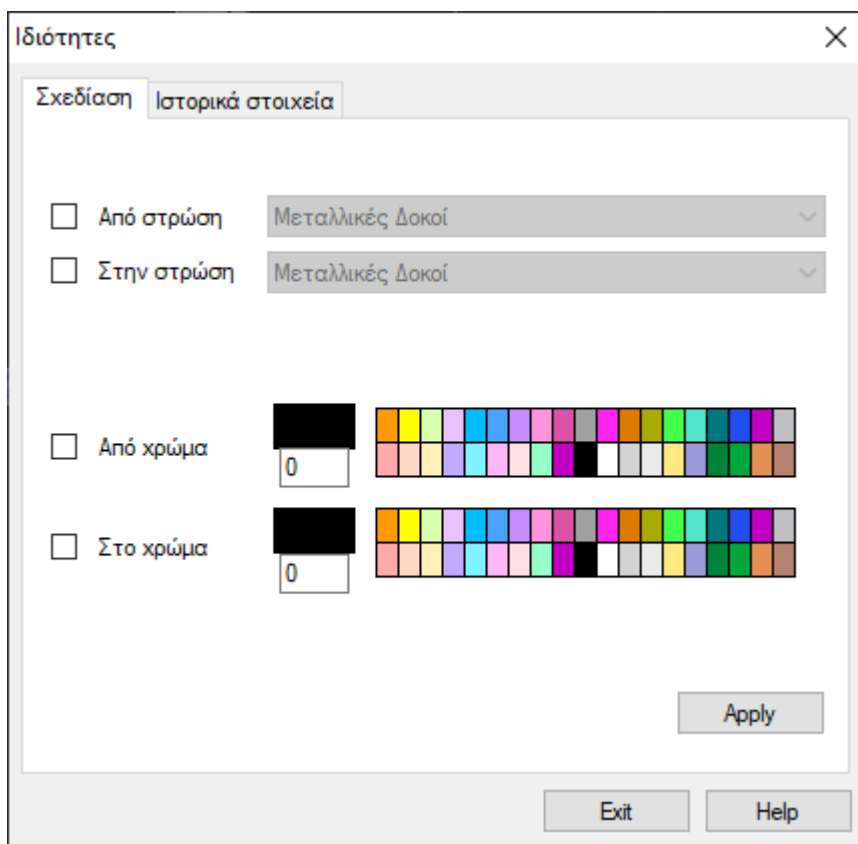 Ιδιότητες
Σχεδίαση Ιστορικά στοιχεία
Από στρώση Μεταλλικές Δοκοί
Στην στρώση Μεταλλικές Δοκοί
Από χρώμα
0
Στο χρώμα
0
Apply
Exit Help